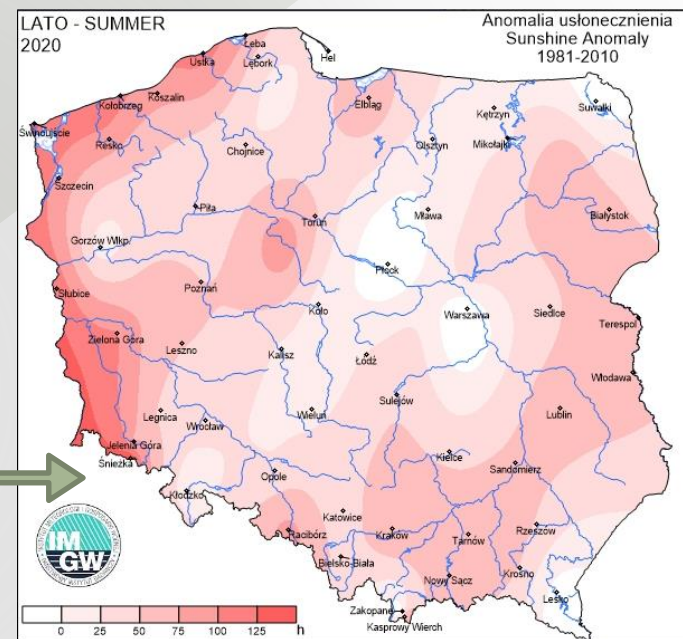 LATO - SUMMER
2020
Anomalia usłonecznienia
Sunshine Anomaly
1981-2010
Łeba
Hel
Ustka
Lębork
Koszalin
Kołobrzeg
Elbląg
Kętrzyn
Suwałki
Świnoujście
Resko
Chojnice
Olsztyn
Mikołajki
Szczecin
Piła
Toruń
Mława
Białystok
Gorzów Wlkp.
Płock
Słubice
Poznań
Koło
Warszawa
Siedlce
Terespol
Zielona Góra
Leszno
Kalisz
Łódź
Włodawa
Sulejów
Legnica
Wrocław
Wieluń
Lublin
Jelenia Góra
Śnieżka
Kielce
Sandomierz
Opole
Kłodzko
Katowice
Racibórz
Kraków
Tarnów
Rzeszów
Bielsko-Biała
Nowy Sącz
Krosno
Lesko
Zakopane
Kasprowy Wierch
IM
GW
0 25 50 75 100 125 h